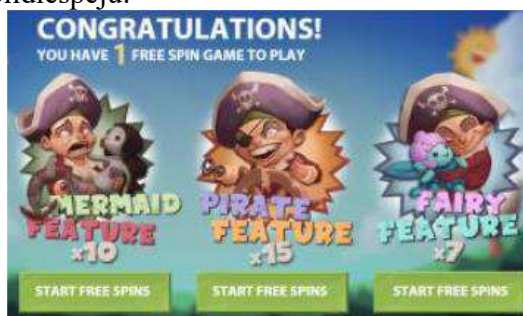 CONGRATULATIONS!
YOU HAVE 1 FREE SPIN GAME TO PLAY
MERMAID
FEATURE
x10
PIRATE
FEATURE
x15
FAIRY
FEATURE
x7
START FREE SPINS
START FREE SPINS
START FREE SPINS